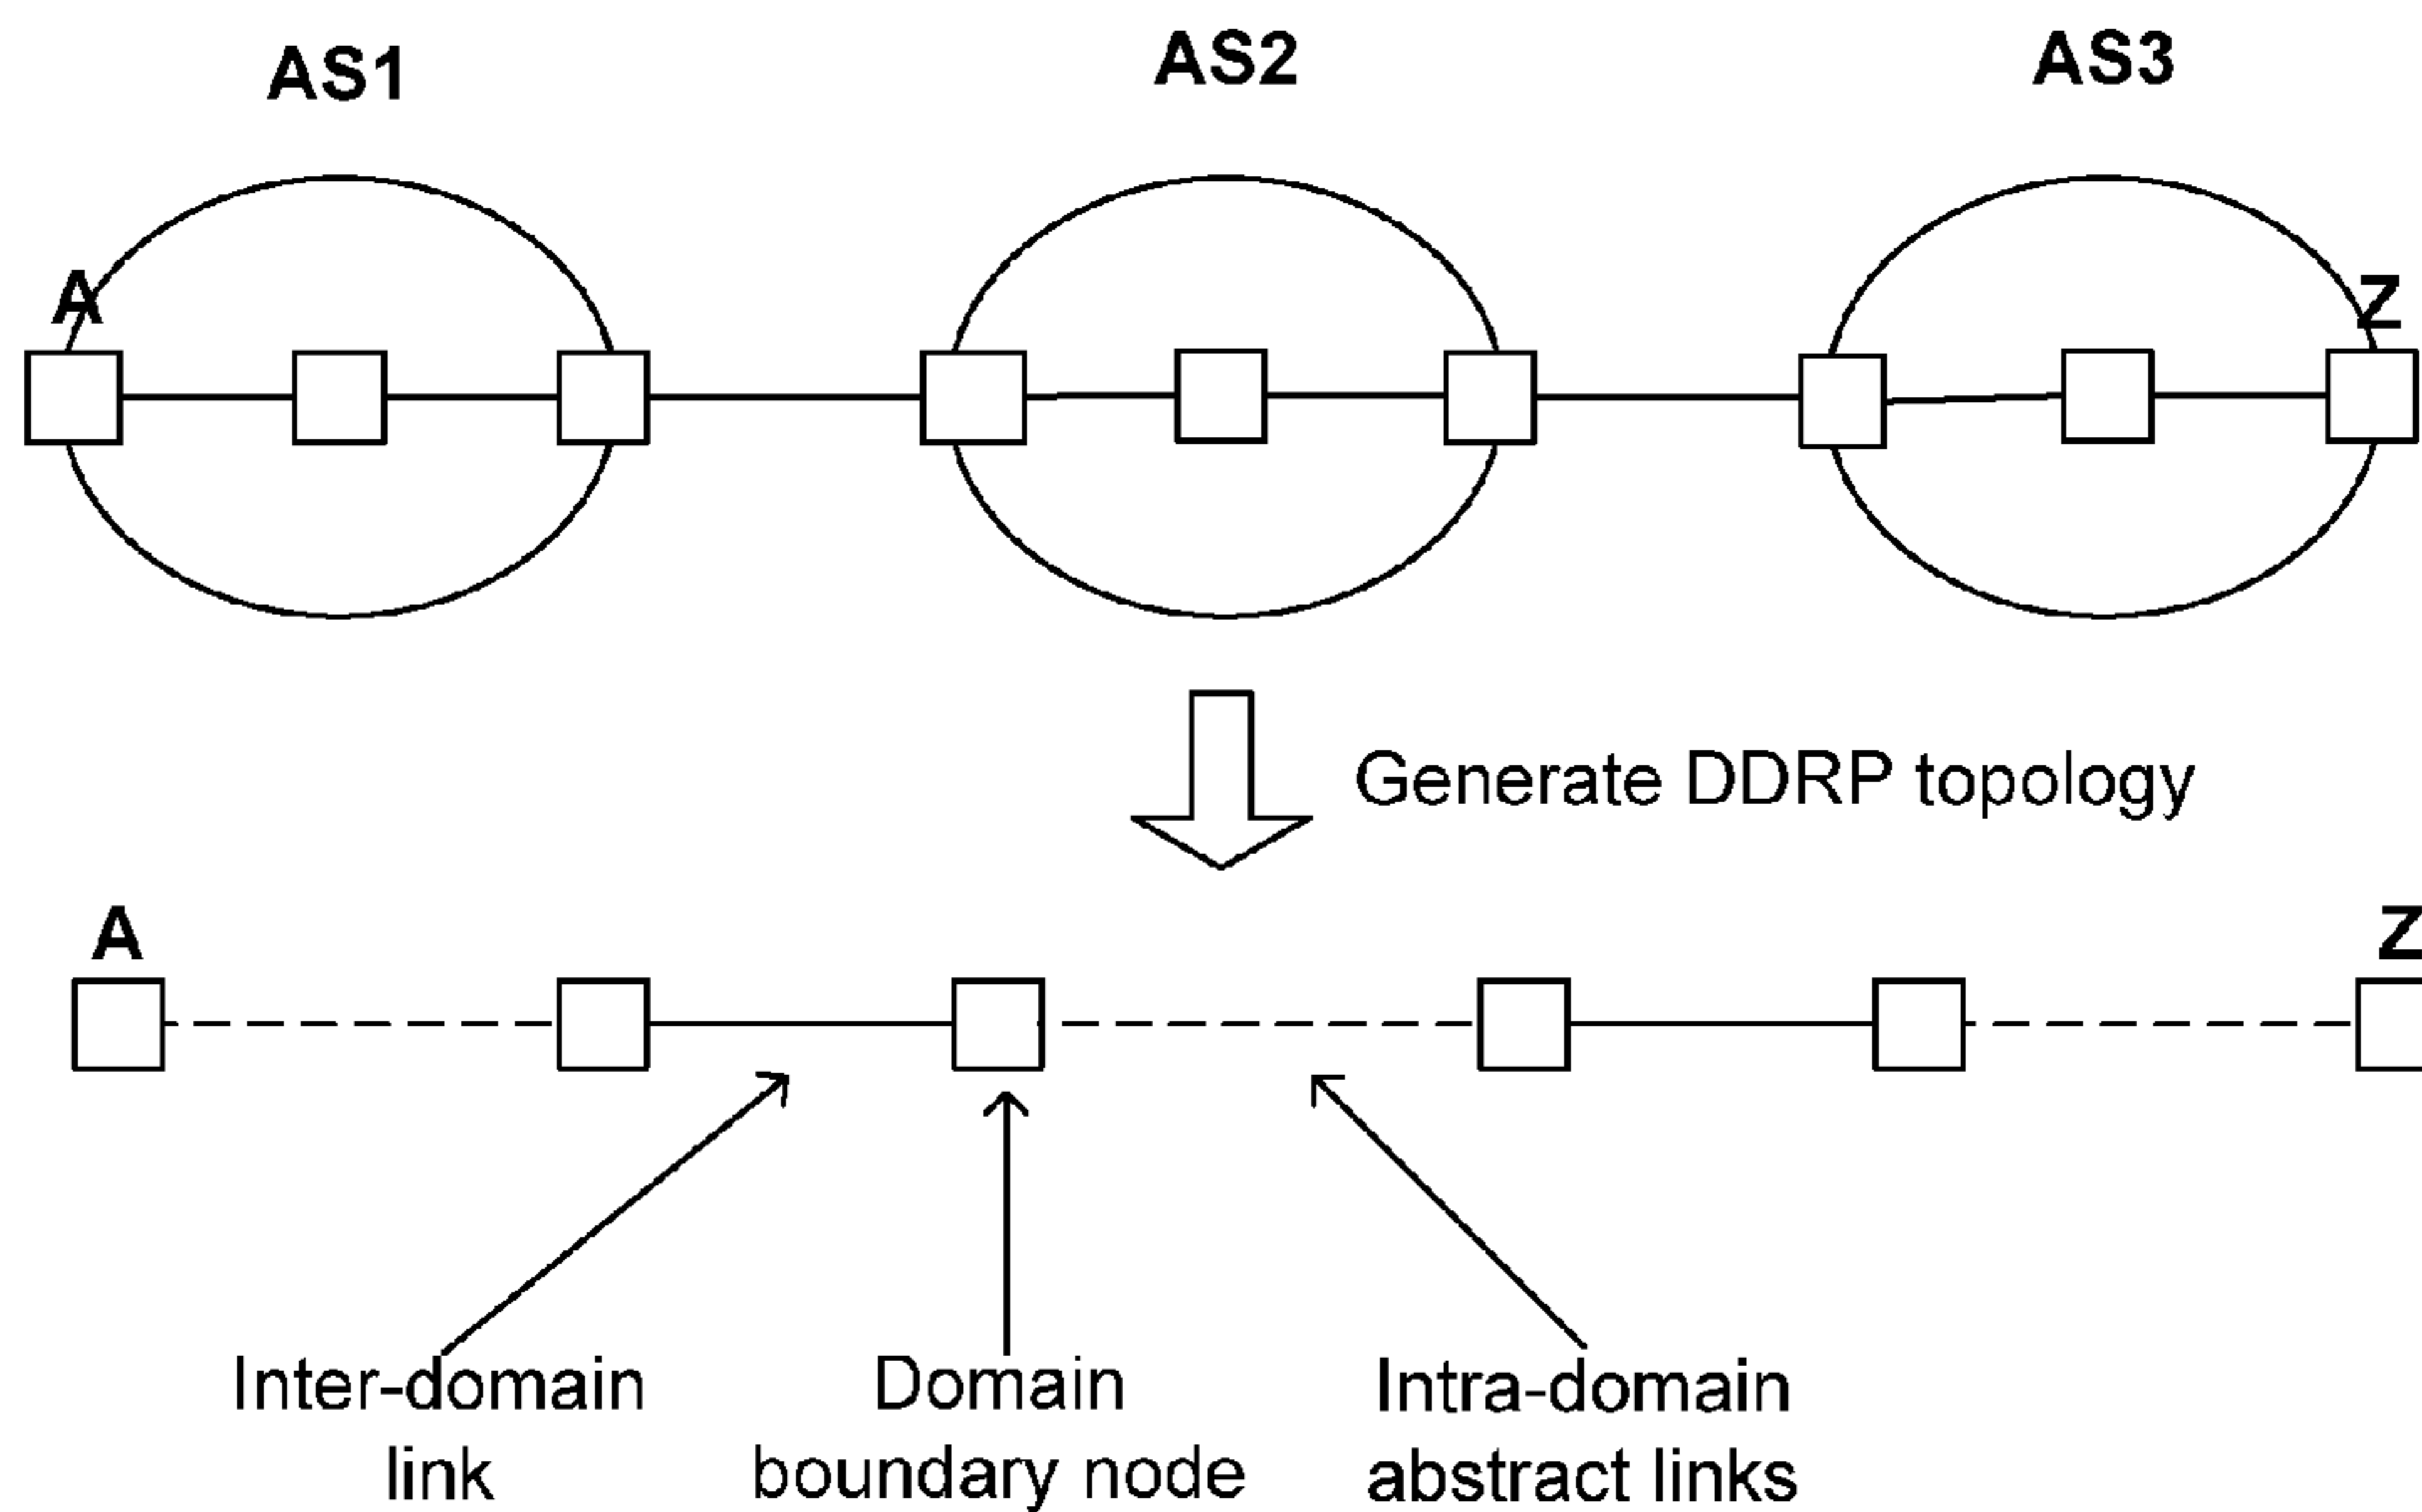 AS1 AS2 AS3
A Z
Generate DDRP topology
A Z
Inter-domain
link
Domain
boundary node
Intra-domain
abstract links